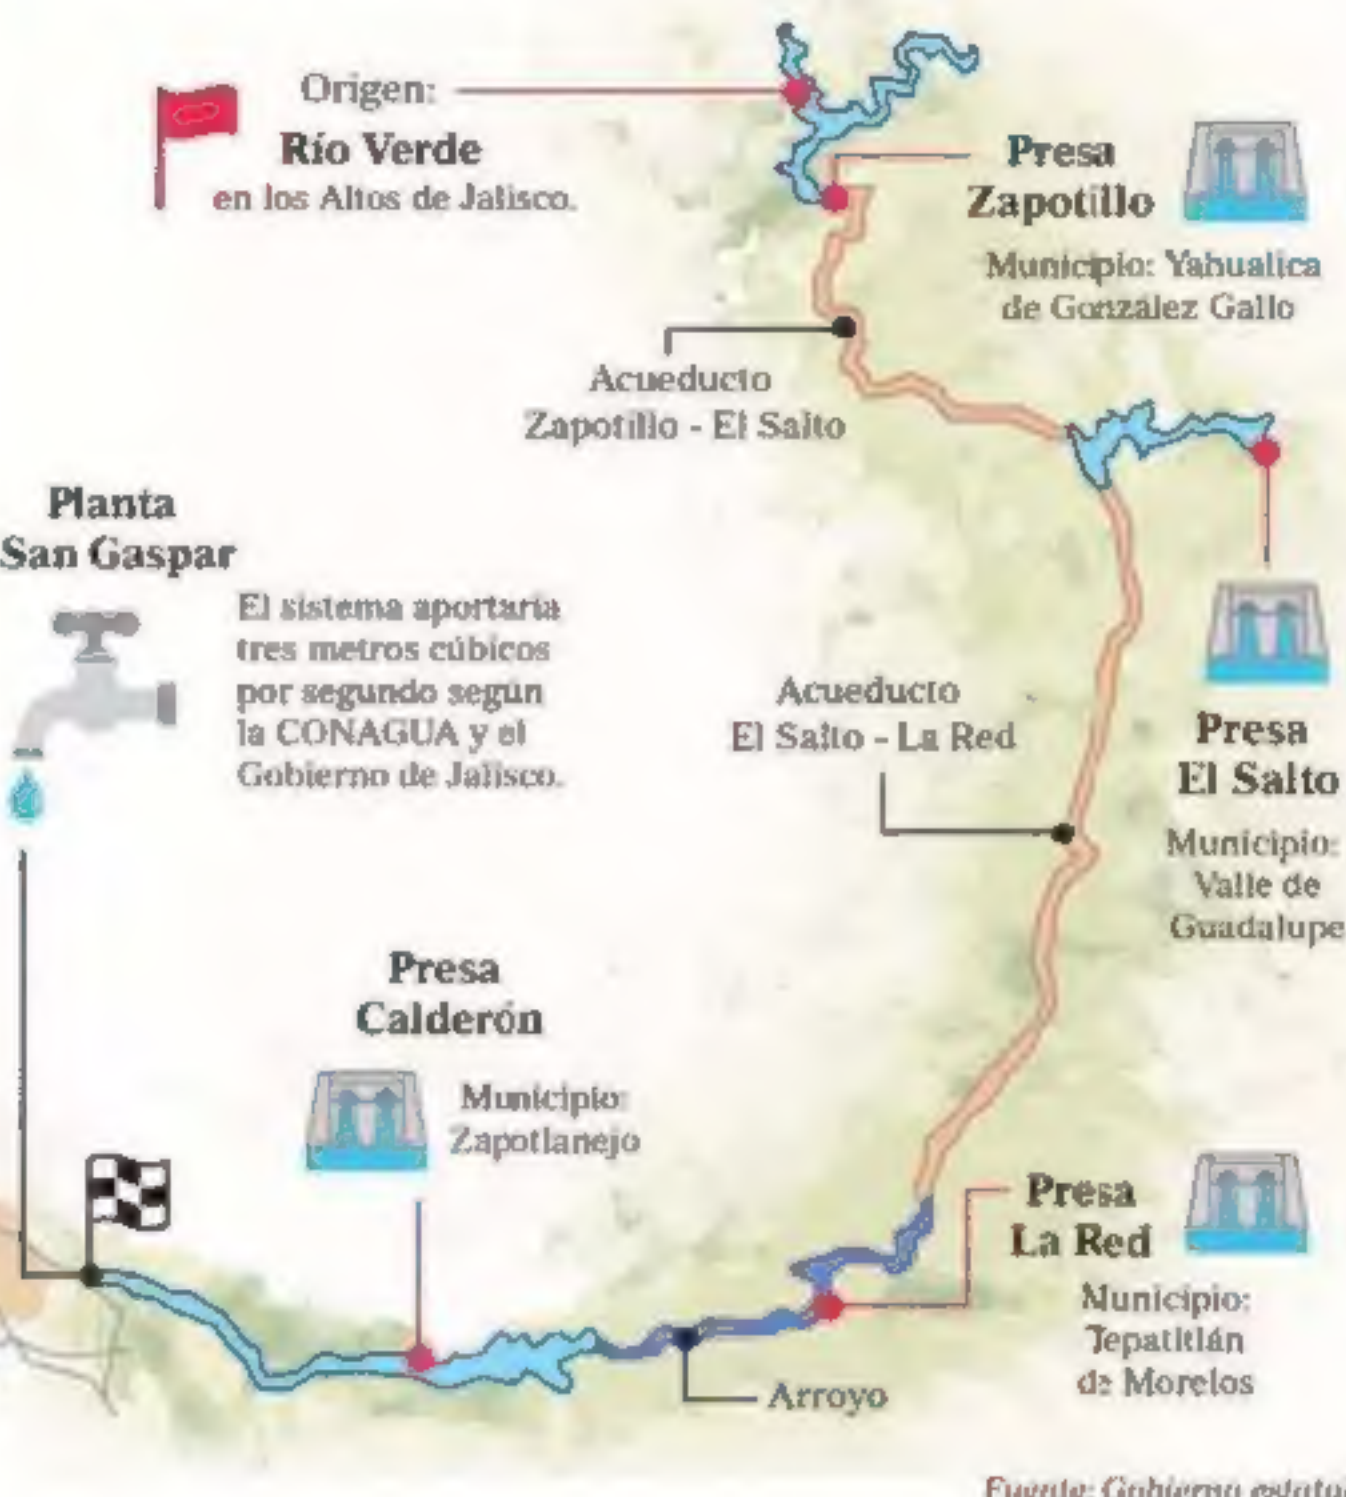 Origen:
Río Verde
en los Altos de Jalisco.
Presa
Zapotillo
Municipio: Yahualica
de González Gallo
Acueducto
Zapotillo - El Salto
Planta
San Gaspar
El sistema aportaría
tres metros cúbicos
por segundo según
la CONAGUA y el
Gobierno de Jalisco.
Acueducto
El Salto - La Red
Presa
El Salto
Municipio:
Valle de
Guadalupe
Presa
Calderón
Municipio:
Zapotlanejo
Presa
La Red
Municipio:
Tepatitlán
de Morelos
Arroyo
Fuente: Gobierno estatal